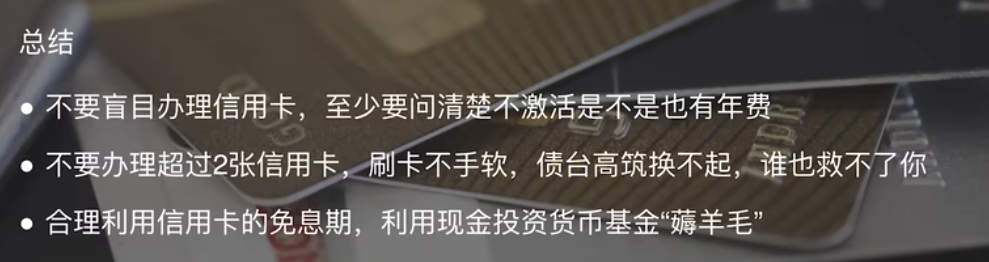 总结
● 不要盲目办理信用卡，至少要问清楚不激活是不是也有年费
● 不要办理超过2张信用卡，刷卡不手软，债台高筑换不起，谁也救不了你
● 合理利用信用卡的免息期，利用现金投资货币基金“薅羊毛”